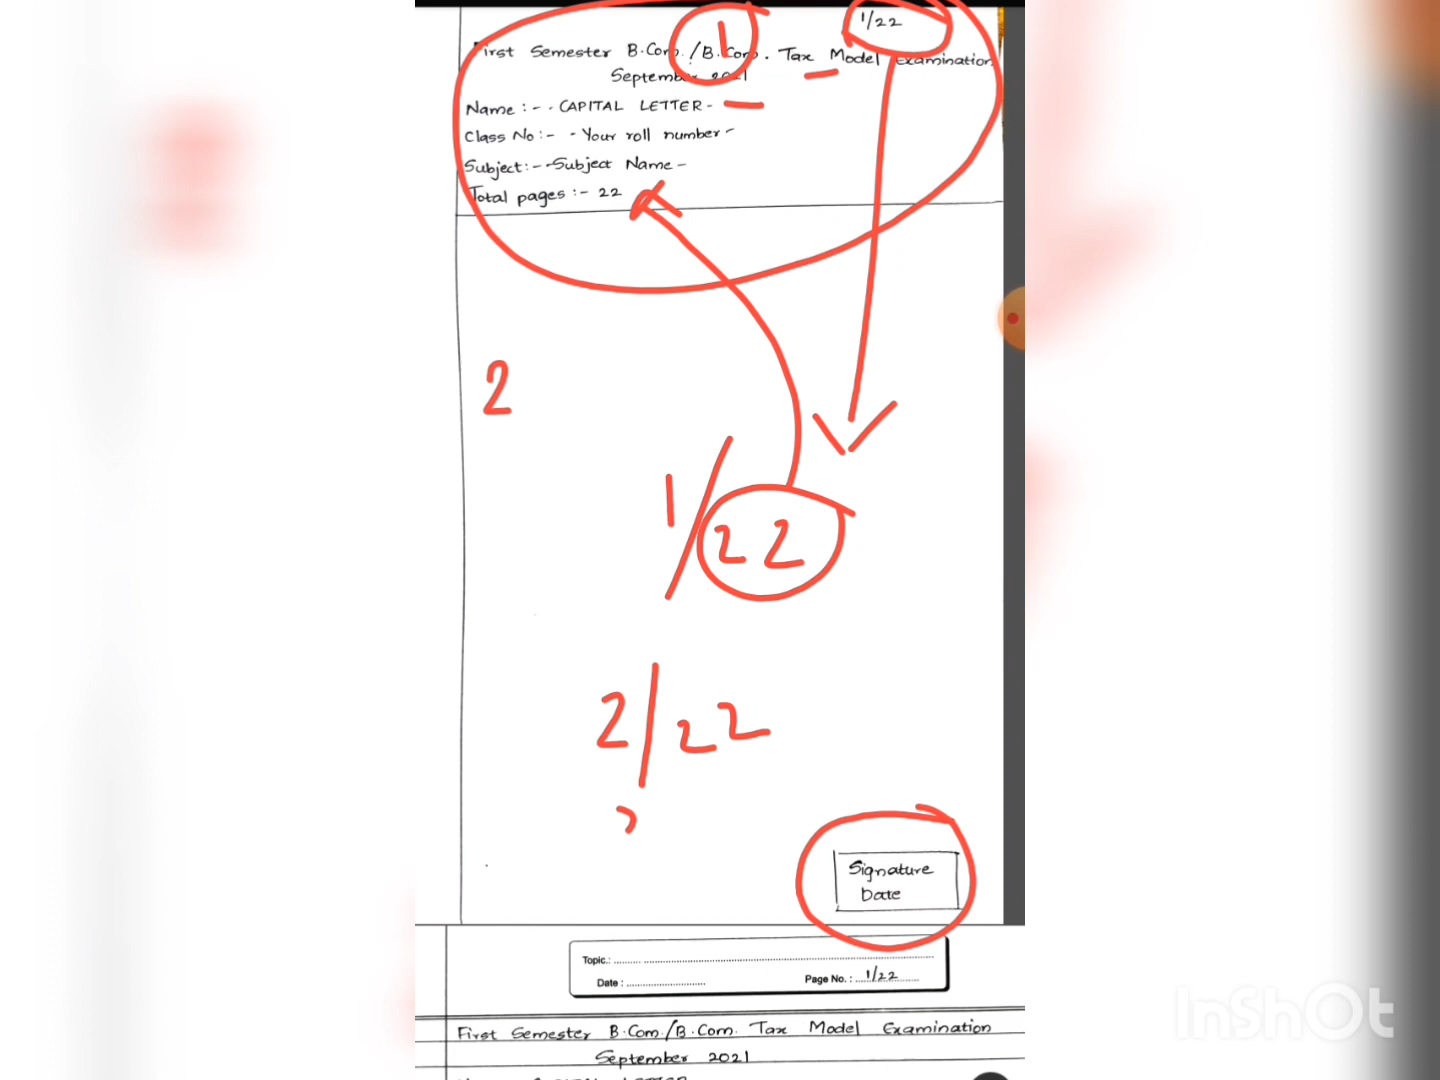 1/22
First Semester B.Com./B.Com. Tax Model Examination
1
September 2021
Name :- - CAPITAL LETTER -
Class No :- - Your roll number -
Subject :- - Subject Name -
Total pages :- 22
2
1/22
2/22
Signature
Date
Topic.: ..........
Date : .......... Page No. : 1/22
First Semester B.Com./B.Com. Tax Model Examination
September 2021
InShOt